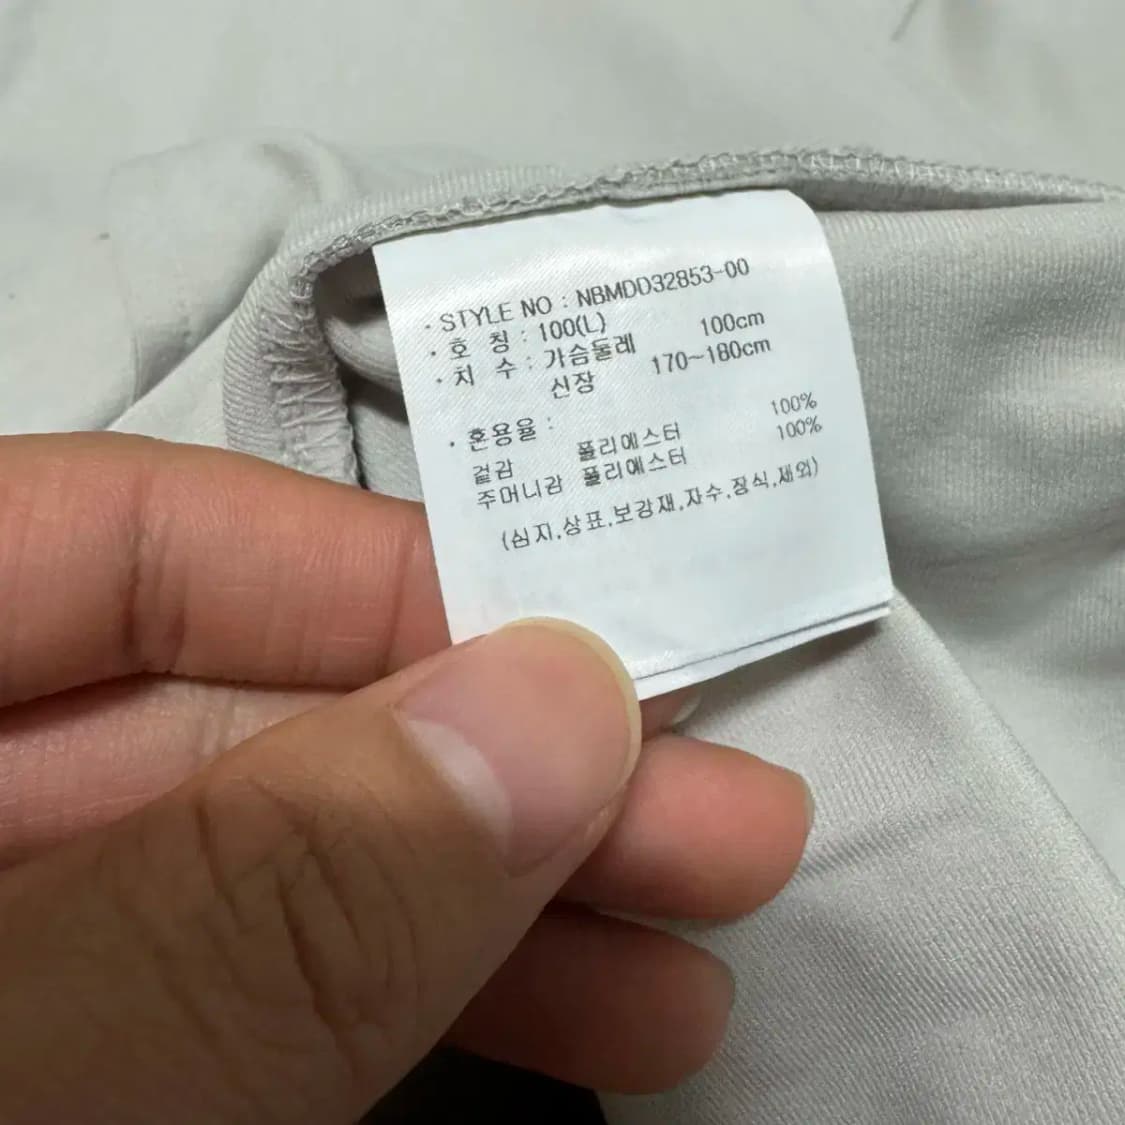 · STYLE NO : NBMDD32853-00
· 호 칭 : 100(L)
· 치 수 : 가슴둘레 100cm
신장 170~180cm
· 혼용율 :
겉감 폴리에스터 100%
주머니감 폴리에스터 100%
(심지,상표,보강재,자수,장식,제외)